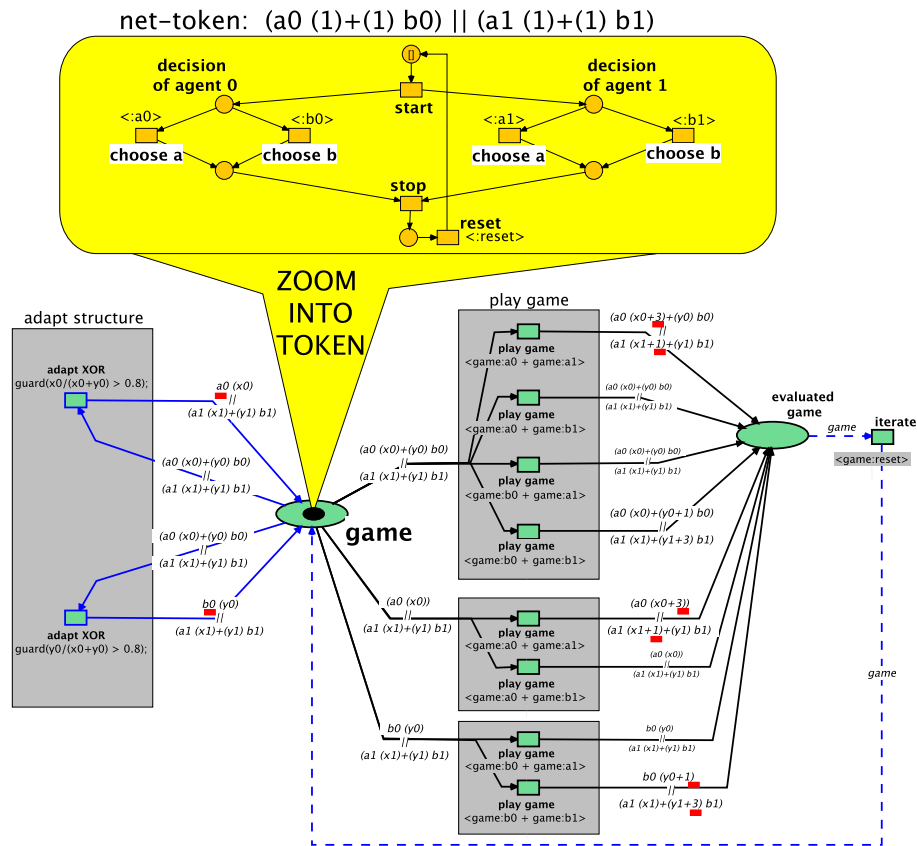 net-token: (a0 (1)+(1) b0) || (a1 (1)+(1) b1)
[]
decision
of agent 0
decision
of agent 1
start
<:a0>
<:b0>
<:a1>
<:b1>
choose a
choose b
choose a
choose b
stop
reset
<:reset>
ZOOM
INTO
TOKEN
adapt structure
adapt XOR
guard(x0/(x0+y0) > 0.8);
a0 (x0)
//
(a1 (x1)+(y1) b1)
(a0 (x0)+(y0) b0)
//
(a1 (x1)+(y1) b1)
(a0 (x0)+(y0) b0)
//
(a1 (x1)+(y1) b1)
b0 (y0)
//
(a1 (x1)+(y1) b1)
adapt XOR
guard(y0/(x0+y0) > 0.8);
game
(a0 (x0)+(y0) b0)
//
(a1 (x1)+(y1) b1)
(a0 (x0))
//
(a1 (x1)+(y1) b1)
b0 (y0)
//
(a1 (x1)+(y1) b1)
play game
play game
<game:a0 + game:a1>
play game
<game:a0 + game:b1>
play game
<game:b0 + game:a1>
play game
<game:b0 + game:b1>
play game
<game:a0 + game:a1>
play game
<game:a0 + game:b1>
play game
<game:b0 + game:a1>
play game
<game:b0 + game:b1>
(a0 (x0+3)+(y0) b0)
//
(a1 (x1+1)+(y1) b1)
(a0 (x0)+(y0) b0)
//
(a1 (x1)+(y1) b1)
(a0 (x0)+(y0) b0)
//
(a1 (x1)+(y1) b1)
(a0 (x0)+(y0+1) b0)
//
(a1 (x1)+(y1+3) b1)
(a0 (x0+3))
//
(a1 (x1+1)+(y1) b1)
(a0 (x0))
//
(a1 (x1)+(y1) b1)
b0 (y0)
//
(a1 (x1)+(y1) b1)
b0 (y0+1)
//
(a1 (x1)+(y1+3) b1)
evaluated
game
game
iterate
<game:reset>
game